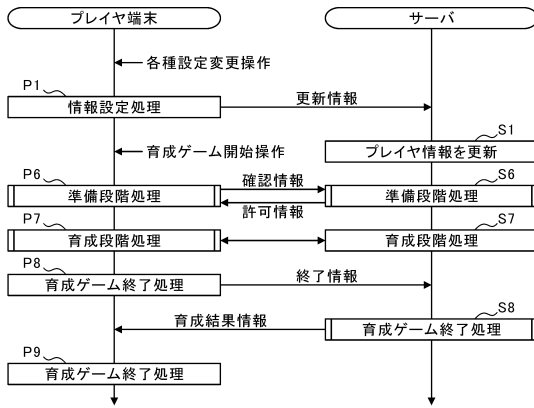 プレイヤ端末
サーバ
各種設定変更操作
P1
情報設定処理
更新情報
S1
プレイヤ情報を更新
育成ゲーム開始操作
P6
準備段階処理
確認情報
許可情報
S6
準備段階処理
P7
育成段階処理
S7
育成段階処理
P8
育成ゲーム終了処理
終了情報
S8
育成ゲーム終了処理
育成結果情報
P9
育成ゲーム終了処理